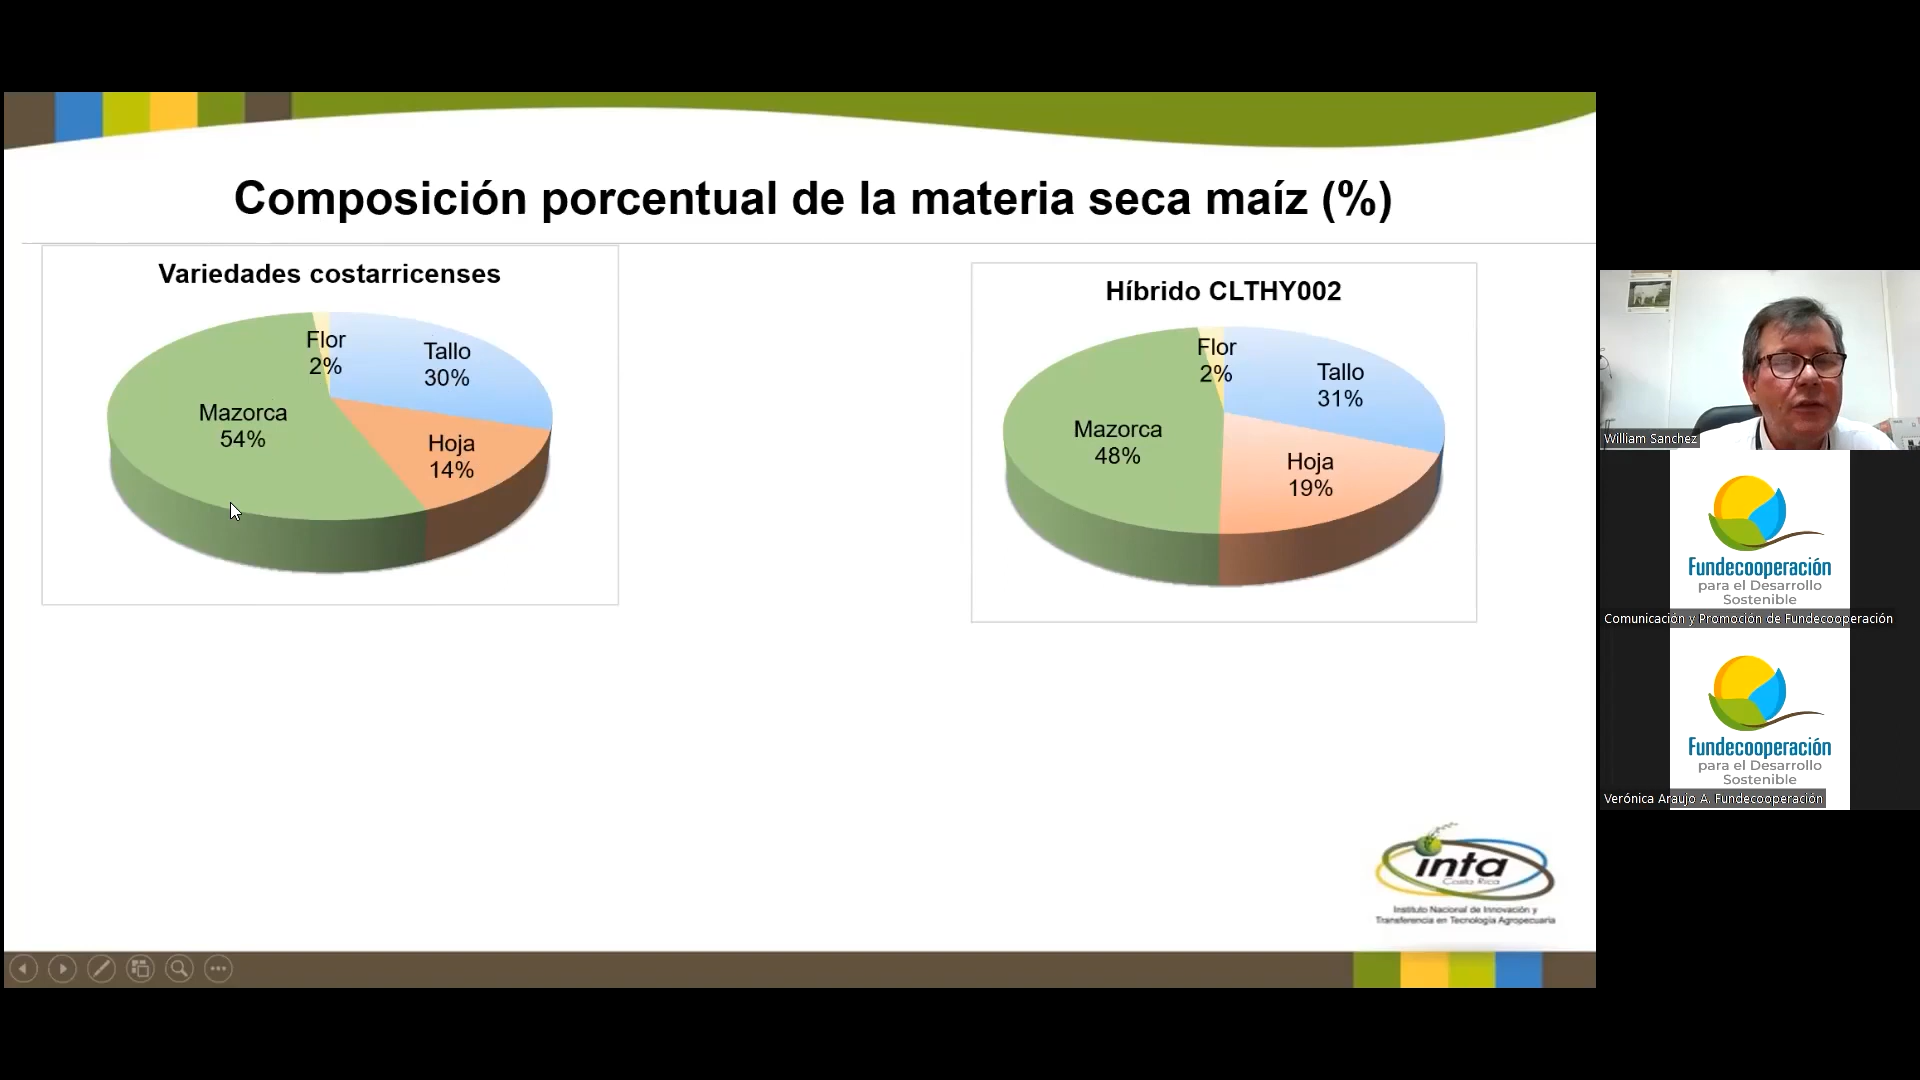 Composición porcentual de la materia seca maíz (%)
Variedades costarricenses
Flor
2%
Tallo
30%
Mazorca
54%
Hoja
14%
Híbrido CLTHY002
Flor
2%
Tallo
31%
Mazorca
48%
Hoja
19%
inta
Costa Rica
Instituto Nacional de Innovación y
Transferencia en Tecnología Agropecuaria
William Sanchez
Fundecooperación
para el Desarrollo
Sostenible
Comunicación y Promoción de Fundecooperación
Fundecooperación
para el Desarrollo
Sostenible
Verónica Araujo A. Fundecooperación